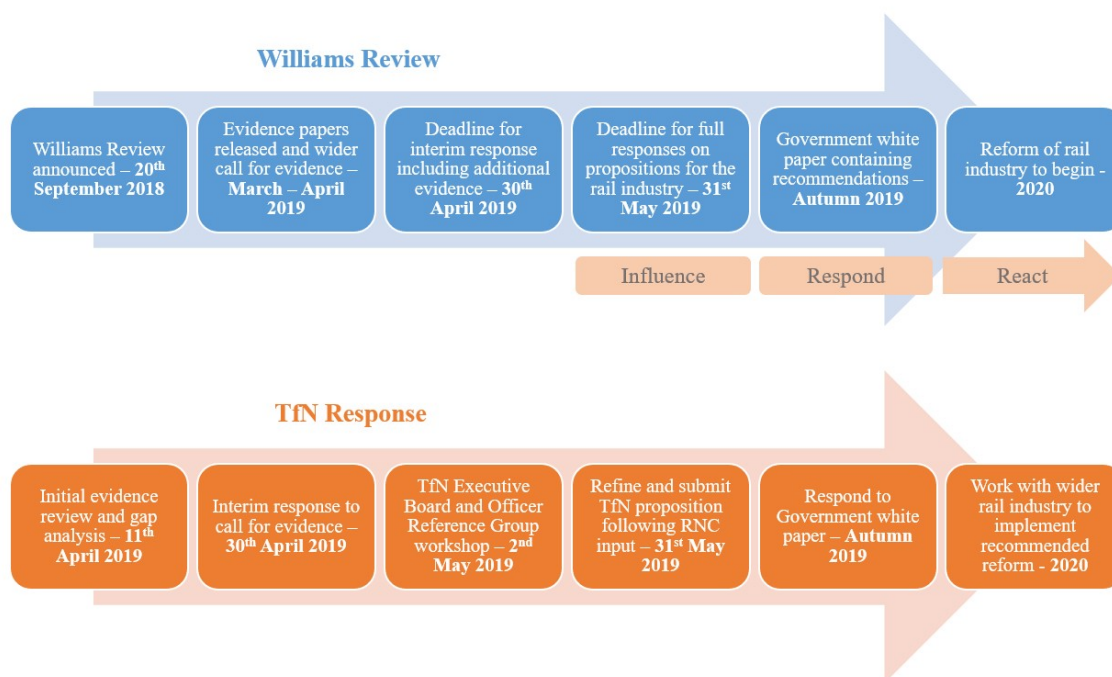 Williams Review
Williams Review
announced – 20th
September 2018
Evidence papers
released and wider
call for evidence –
March – April
2019
Deadline for
interim response
including additional
evidence – 30th
April 2019
Deadline for full
responses on
propositions for the
rail industry – 31st
May 2019
Government white
paper containing
recommendations –
Autumn 2019
Reform of rail
industry to begin -
2020
Influence
Respond
React
TfN Response
Initial evidence
review and gap
analysis – 11th
April 2019
Interim response to
call for evidence –
30th April 2019
TfN Executive
Board and Officer
Reference Group
workshop – 2nd
May 2019
Refine and submit
TfN proposition
following RNC
input – 31st May
2019
Respond to
Government white
paper – Autumn
2019
Work with wider
rail industry to
implement
recommended
reform - 2020